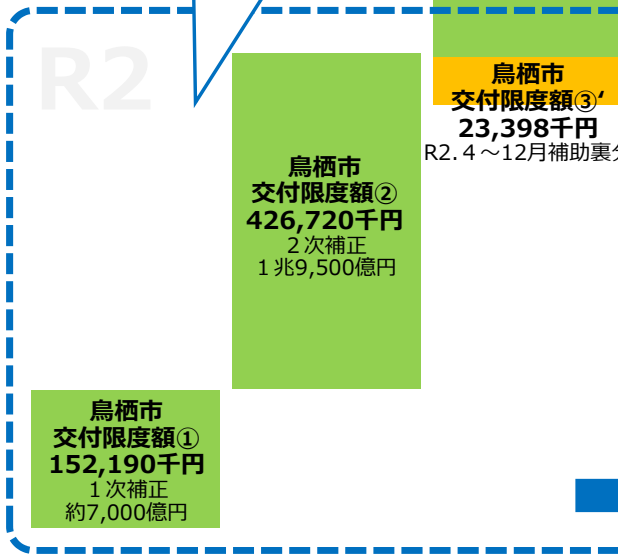 R2
鳥栖市
交付限度額③‘
23,398千円
R2.４～12月補助裏
鳥栖市
交付限度額②
426,720千円
２次補正
１兆9,500億円
鳥栖市
交付限度額①
152,190千円
１次補正
約7,000億円